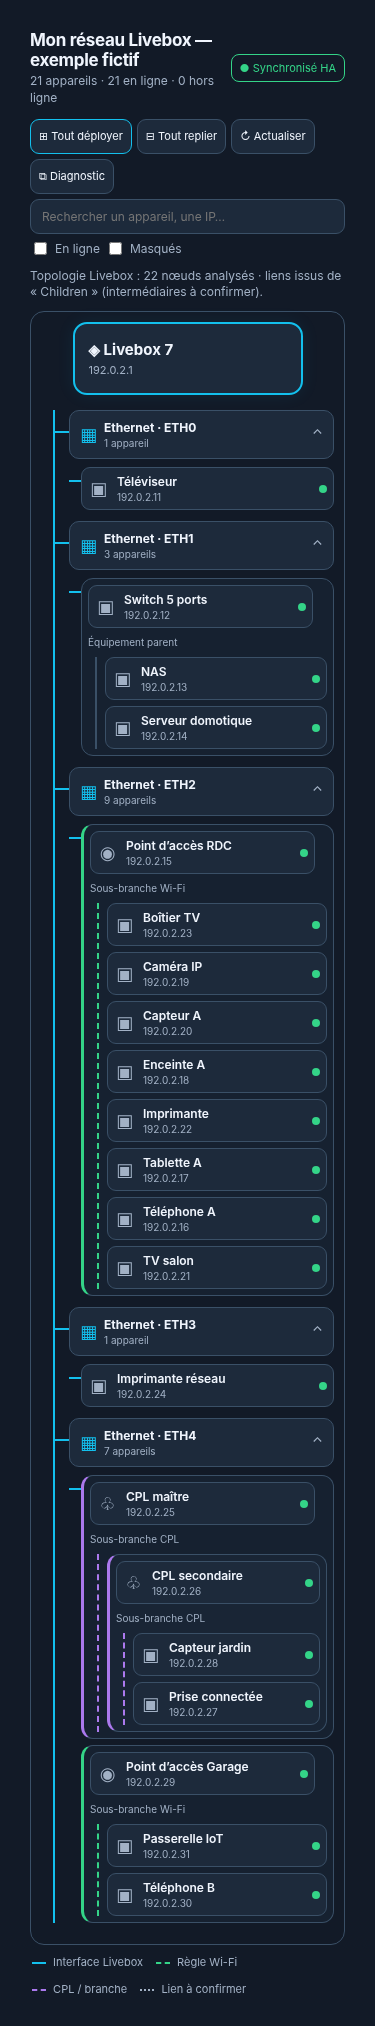 Mon réseau Livebox —
exemple fictif
21 appareils · 21 en ligne · 0 hors
ligne
Synchronisé HA
Tout déployer
Tout replier
Actualiser
Diagnostic
Rechercher un appareil, une IP…
En ligne
Masqués
Topologie Livebox : 22 nœuds analysés · liens issus de
« Children » (intermédiaires à confirmer).
Livebox 7
192.0.2.1
Ethernet · ETH0
1 appareil
Téléviseur
192.0.2.11
Ethernet · ETH1
3 appareils
Switch 5 ports
192.0.2.12
Équipement parent
NAS
192.0.2.13
Serveur domotique
192.0.2.14
Ethernet · ETH2
9 appareils
Point d’accès RDC
192.0.2.15
Sous-branche Wi-Fi
Boîtier TV
192.0.2.23
Caméra IP
192.0.2.19
Capteur A
192.0.2.20
Enceinte A
192.0.2.18
Imprimante
192.0.2.22
Tablette A
192.0.2.17
Téléphone A
192.0.2.16
TV salon
192.0.2.21
Ethernet · ETH3
1 appareil
Imprimante réseau
192.0.2.24
Ethernet · ETH4
7 appareils
CPL maître
192.0.2.25
Sous-branche CPL
CPL secondaire
192.0.2.26
Sous-branche CPL
Capteur jardin
192.0.2.28
Prise connectée
192.0.2.27
Point d’accès Garage
192.0.2.29
Sous-branche Wi-Fi
Passerelle IoT
192.0.2.31
Téléphone B
192.0.2.30
Interface Livebox
Règle Wi-Fi
CPL / branche
Lien à confirmer